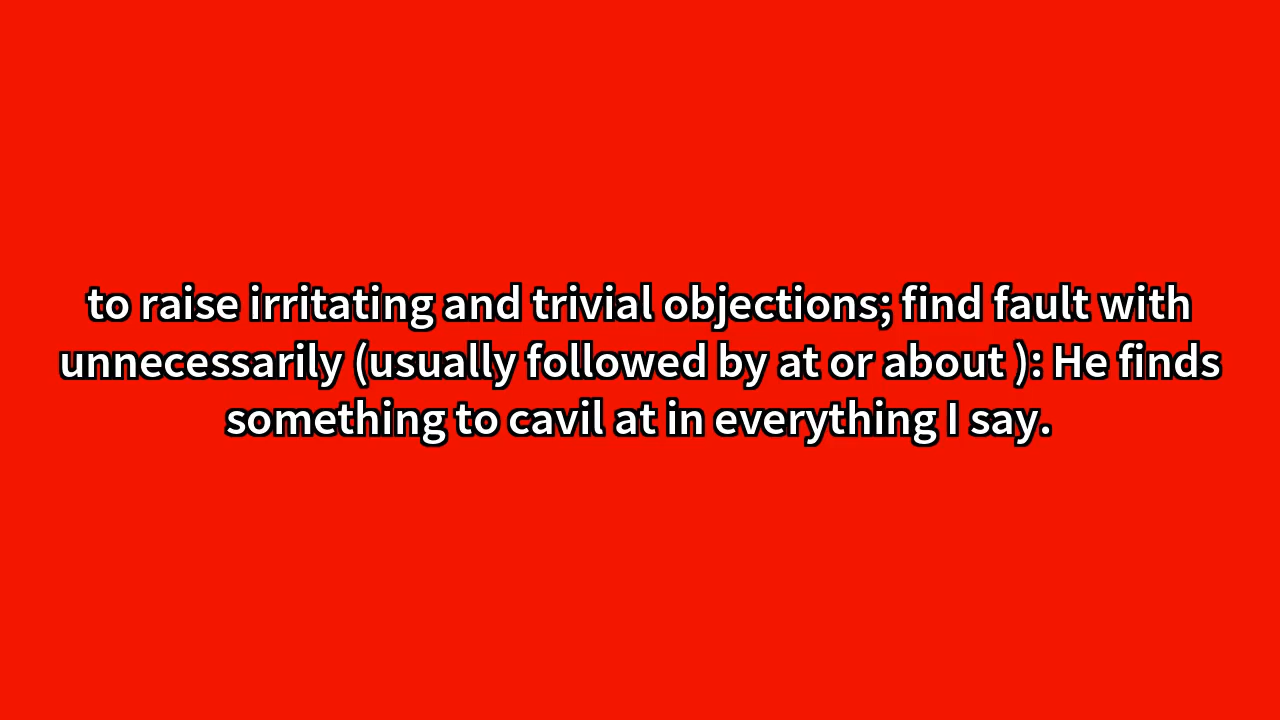 to raise irritating and trivial objections; find fault with
unnecessarily (usually followed by at or about ): He finds
something to cavil at in everything I say.